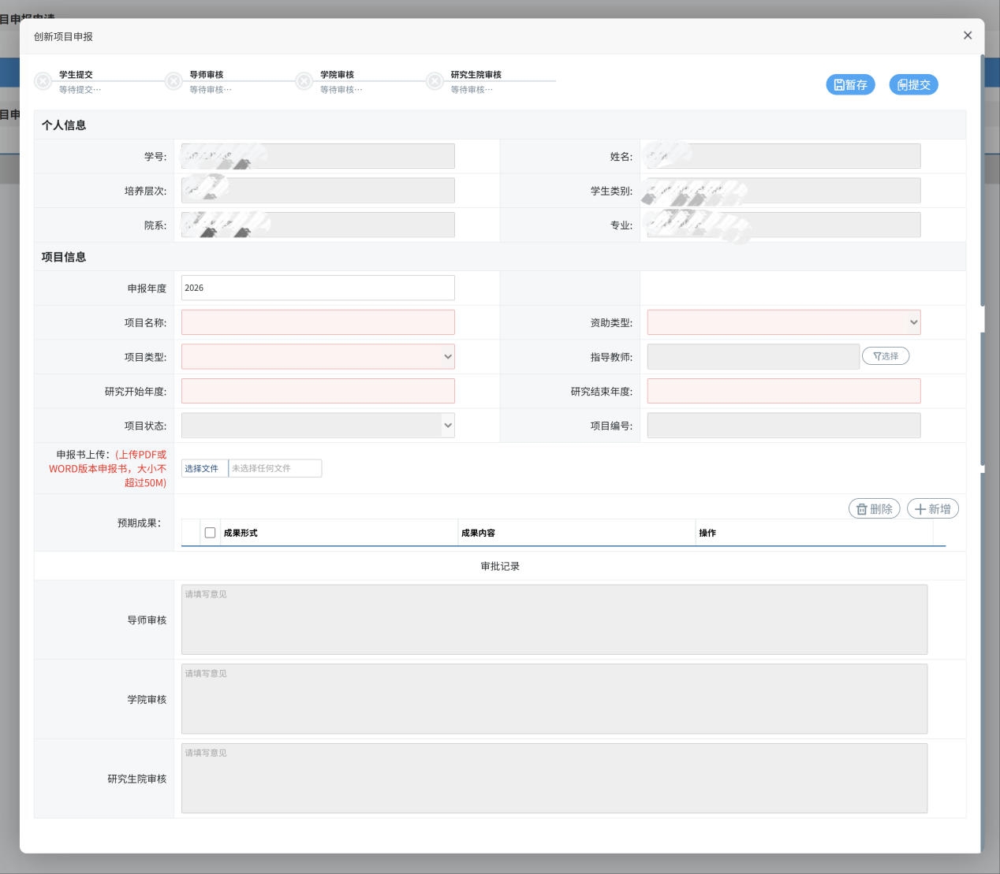 目申报申请
创新项目申报
学生提交
等待提交…
导师审核
等待审核…
学院审核
等待审核…
研究生院审核
等待审核…
暂存
提交
目申
个人信息
学号:
姓名:
培养层次:
学生类别:
院系:
专业:
项目信息
申报年度
2026
项目名称:
资助类型:
项目类型:
指导教师:
选择
研究开始年度:
研究结束年度:
项目状态:
项目编号:
申报书上传：(上传PDF或
WORD版本申报书，大小不
超过50M)
选择文件
未选择任何文件
删除
新增
预期成果：
成果形式
成果内容
操作
审批记录
导师审核
请填写意见
学院审核
请填写意见
研究生院审核
请填写意见